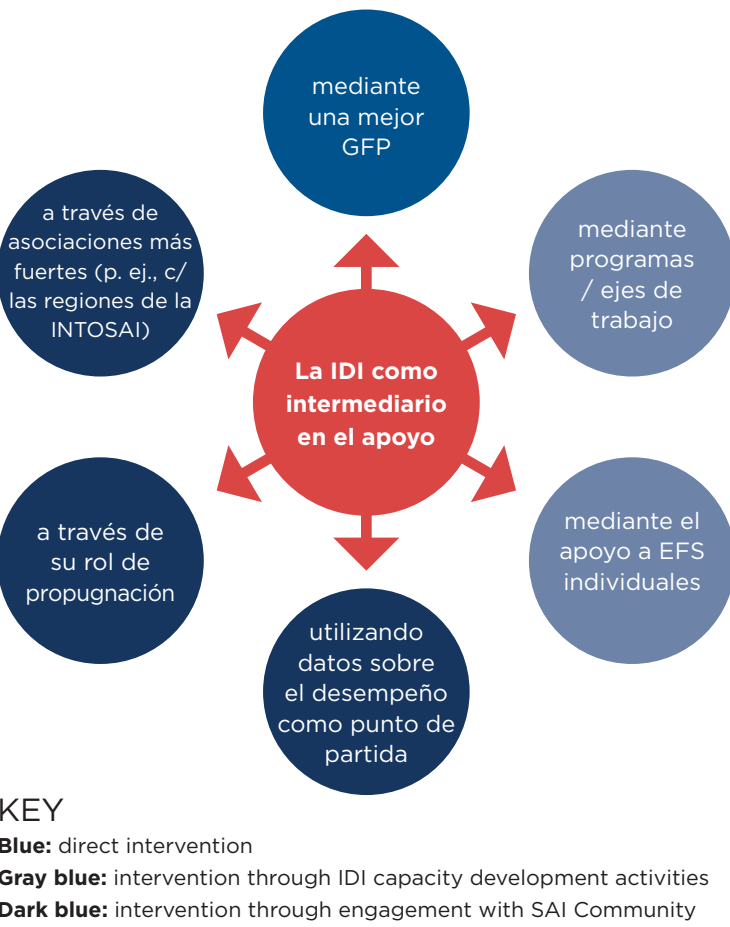 mediante
una mejor
GFP
a través de
asociaciones más
fuertes (p. ej., c/
las regiones de la
INTOSAI)
mediante
programas
/ ejes de
trabajo
La IDI como
intermediario
en el apoyo
a través de
su rol de
propugnación
mediante el
apoyo a EFS
individuales
utilizando
datos sobre
el desempeño
como punto de
partida
KEY
Blue: direct intervention
Gray blue: intervention through IDI capacity development activities
Dark blue: intervention through engagement with SAI Community